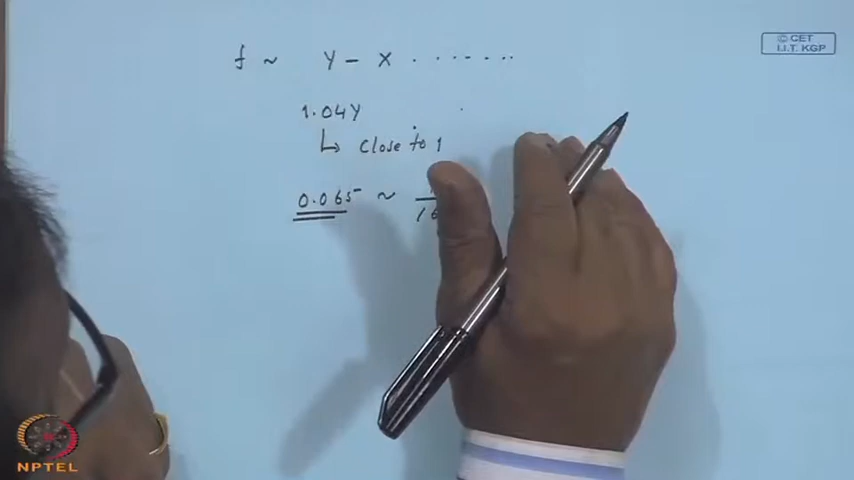 © CET
I.I.T. KGP
f ~ Y - X . . . . . . . .
1.04Y
↳ Close to 1
0.065 ~
NPTEL